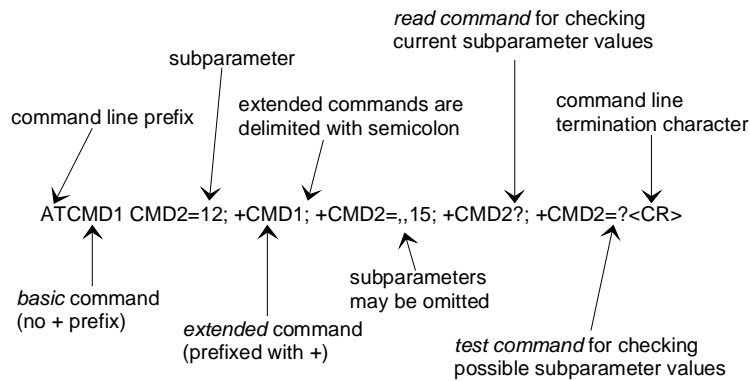 read command for checking
current subparameter values
subparameter
extended commands are
delimited with semicolon
command line
termination character
command line prefix
ATCMD1 CMD2=12; +CMD1; +CMD2=,,15; +CMD2?; +CMD2=?<CR>
basic command
(no + prefix)
extended command
(prefixed with +)
subparameters
may be omitted
test command for checking
possible subparameter values